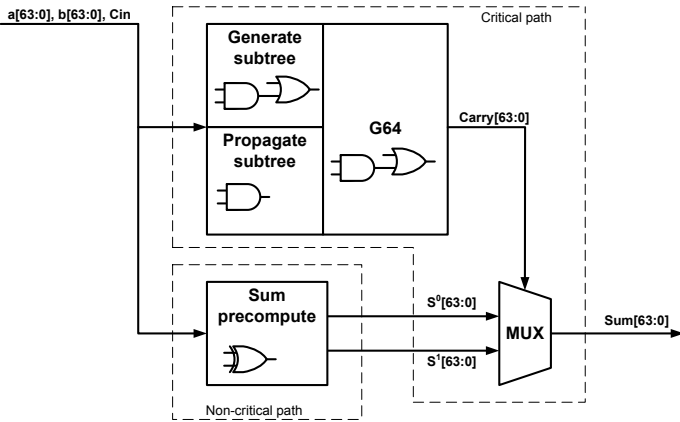 a[63:0], b[63:0], Cin
Critical path
Generate
subtree
Propagate
subtree
G64
Carry[63:0]
Sum
precompute
S⁰[63:0]
S¹[63:0]
MUX
Sum[63:0]
Non-critical path